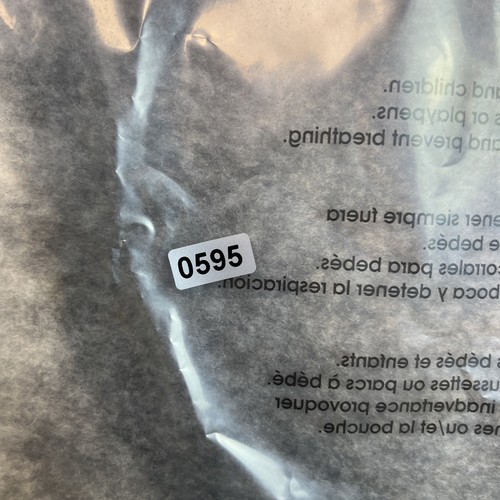 and children.
s or playpens.
and prevent breathing.
ener siempre fuera
e bebés.
corrales para bebés.
boca y detener la respiración.
0595
s bébés et enfants.
ussettes ou parcs à bébé.
inadvertance provoquer
nes ou/et la bouche.